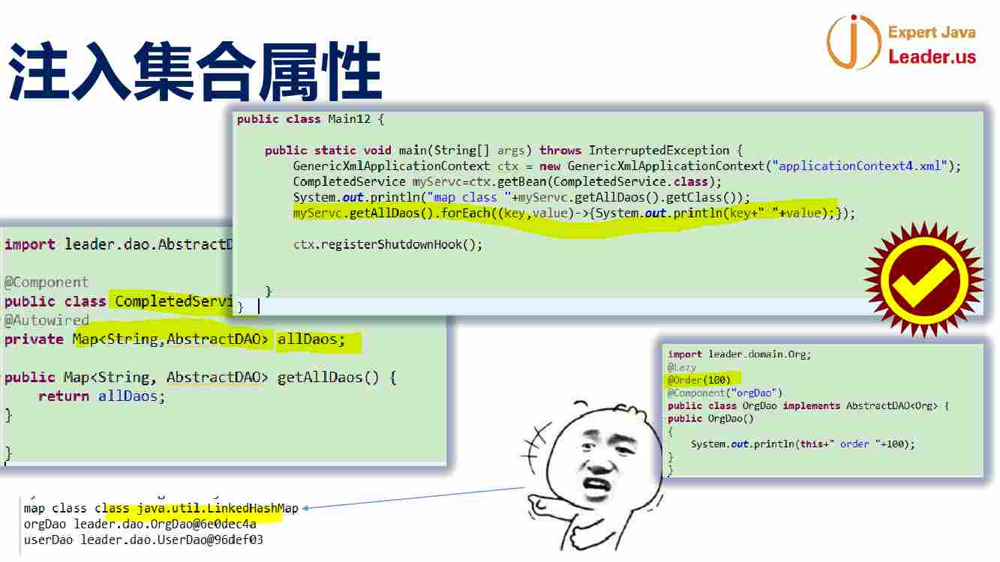 注入集合属性
Expert Java
Leader.us
public class Main12 {
public static void main(String[] args) throws InterruptedException {
GenericXmlApplicationContext ctx = new GenericXmlApplicationContext("applicationContext4.xml");
CompletedService myServc=ctx.getBean(CompletedService.class);
System.out.println("map class "+myServc.getAllDaos().getClass());
myServc.getAllDaos().forEach((key,value)->{System.out.println(key+" "+value);});
ctx.registerShutdownHook();
}
}
import leader.dao.AbstractD
@Component
public class CompletedServi
@Autowired
private Map<String,AbstractDAO> allDaos;
public Map<String, AbstractDAO> getAllDaos() {
return allDaos;
}
}
import leader.domain.Org;
@Lazy
@Order(100)
@Component("orgDao")
public class OrgDao implements AbstractDAO<Org> {
public OrgDao()
{
System.out.println(this+" order "+100);
}
}
map class class java.util.LinkedHashMap
orgDao leader.dao.OrgDao@6e0dec4a
userDao leader.dao.UserDao@96def03